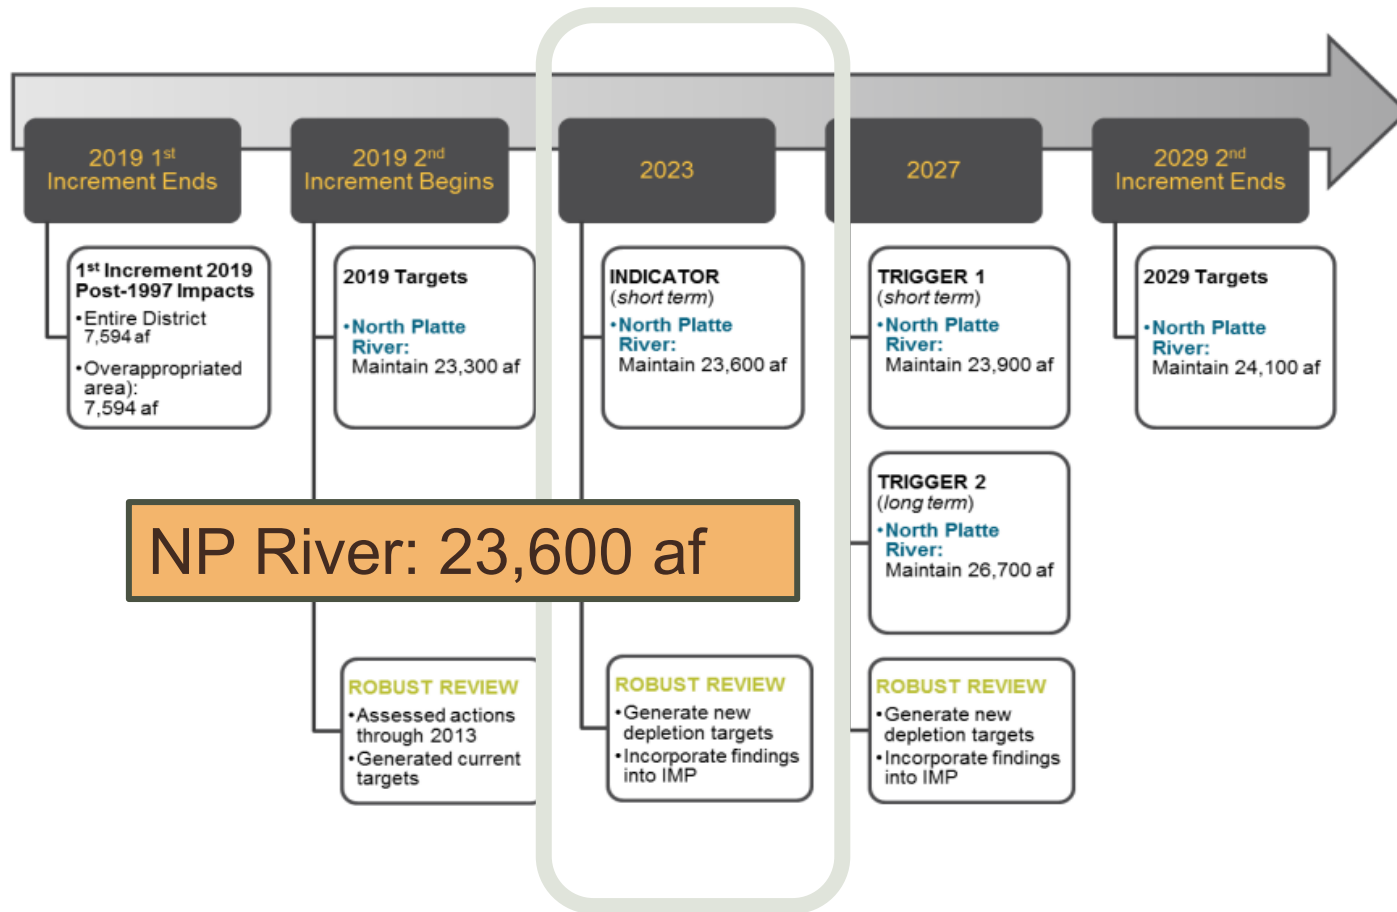 2019 1st
Increment Ends
2019 2nd
Increment Begins
2023
2027
2029 2nd
Increment Ends
1st Increment 2019
Post-1997 Impacts
•Entire District
7,594 af
•Overappropriated
area):
7,594 af
2019 Targets
•North Platte
River:
Maintain 23,300 af
INDICATOR
(short term)
•North Platte
River:
Maintain 23,600 af
TRIGGER 1
(short term)
•North Platte
River:
Maintain 23,900 af
2029 Targets
•North Platte
River:
Maintain 24,100 af
TRIGGER 2
(long term)
•North Platte
River:
Maintain 26,700 af
NP River: 23,600 af
ROBUST REVIEW
•Assessed actions
through 2013
•Generated current
targets
ROBUST REVIEW
•Generate new
depletion targets
•Incorporate findings
into IMP
ROBUST REVIEW
•Generate new
depletion targets
•Incorporate findings
into IMP